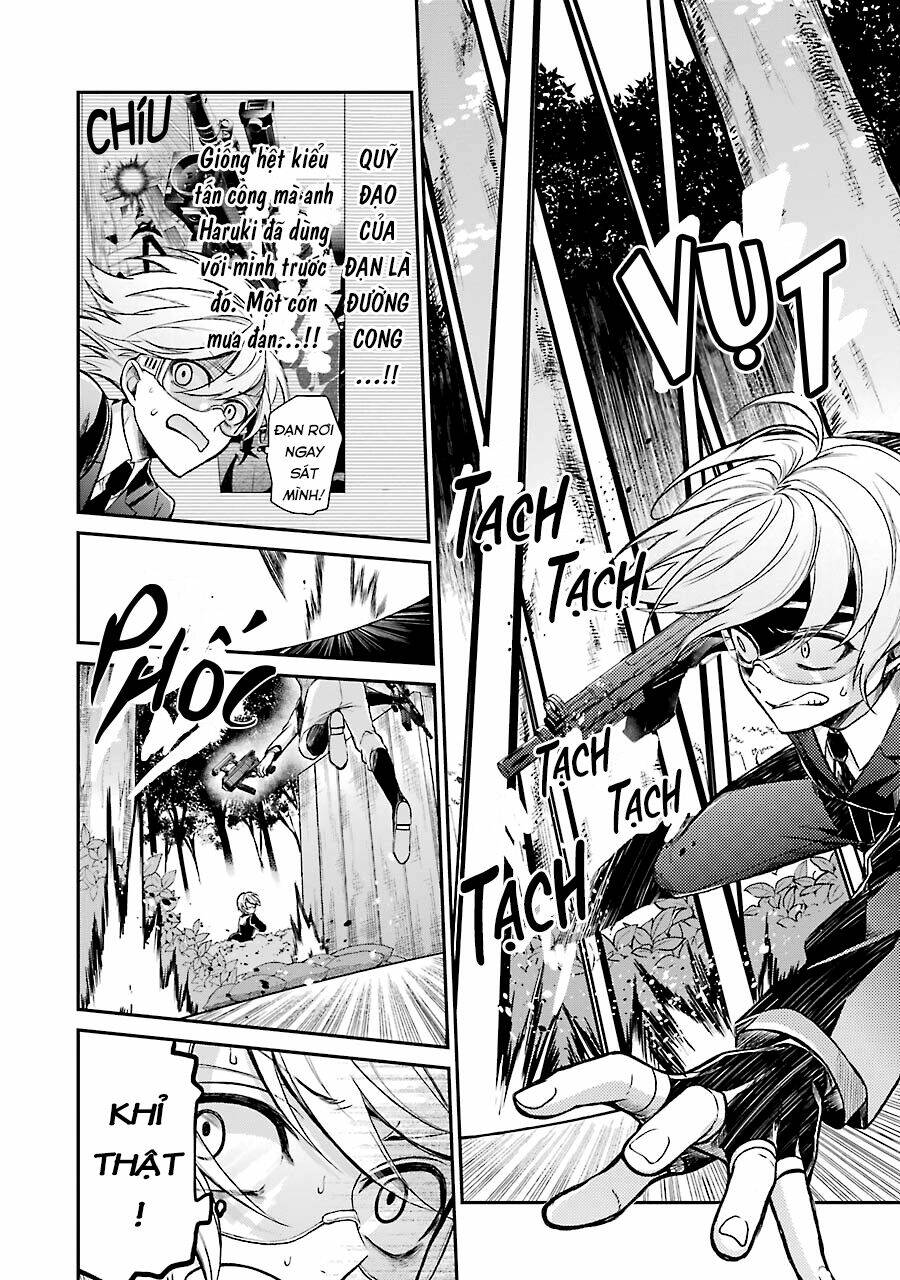 VỤT
TẠCH
TẠCH
TẠCH
TẠCH
TẠCH
CHÍU
QUỸ
ĐẠO CỦA
ĐẠN LÀ
ĐƯỜNG
CONG
...!!
Giống hệt kiểu
tấn công mà anh
Haruki đã dùng
với mình trước
đó. Một cơn
mưa đạn...!!
ĐẠN RƠI
NGAY
SÁT
MÌNH!
PHỐC
KHỈ
THẬT
!